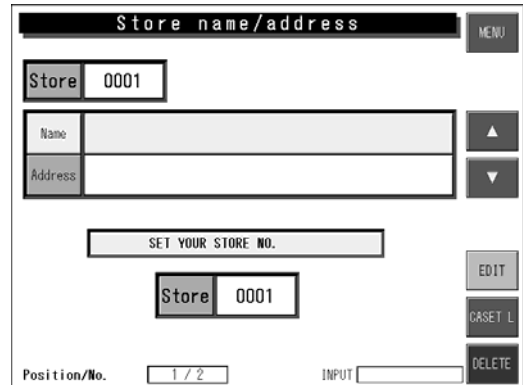 Store name/address
MENU
Store 0001
Name
▲
Address
▼
SET YOUR STORE NO.
EDIT
Store 0001
CASET L
DELETE
Position/No. 1/2 INPUT